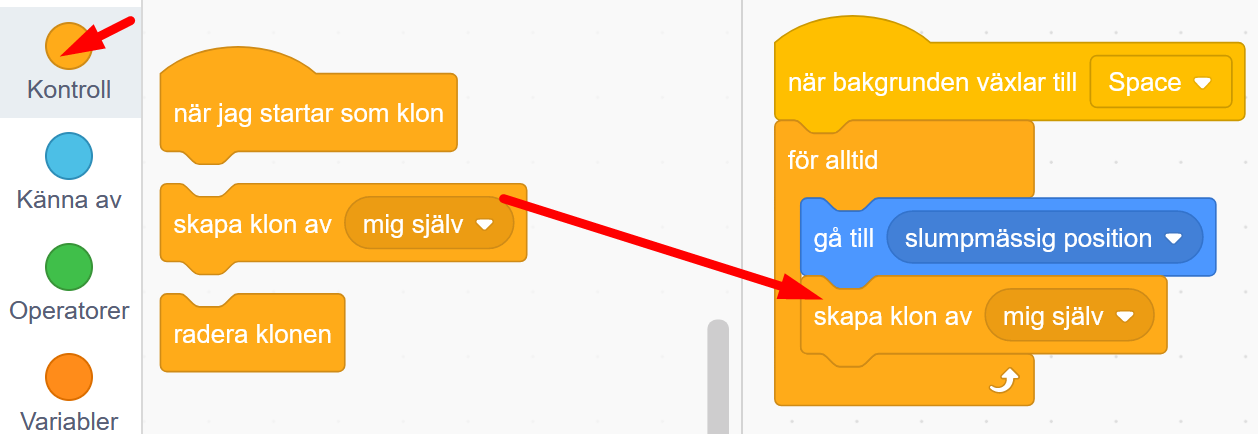 Kontroll
Känna av
Operatorer
Variabler
när jag startar som klon
skapa klon av mig själv
radera klonen
när bakgrunden växlar till Space
för alltid
gå till slumpmässig position
skapa klon av mig själv